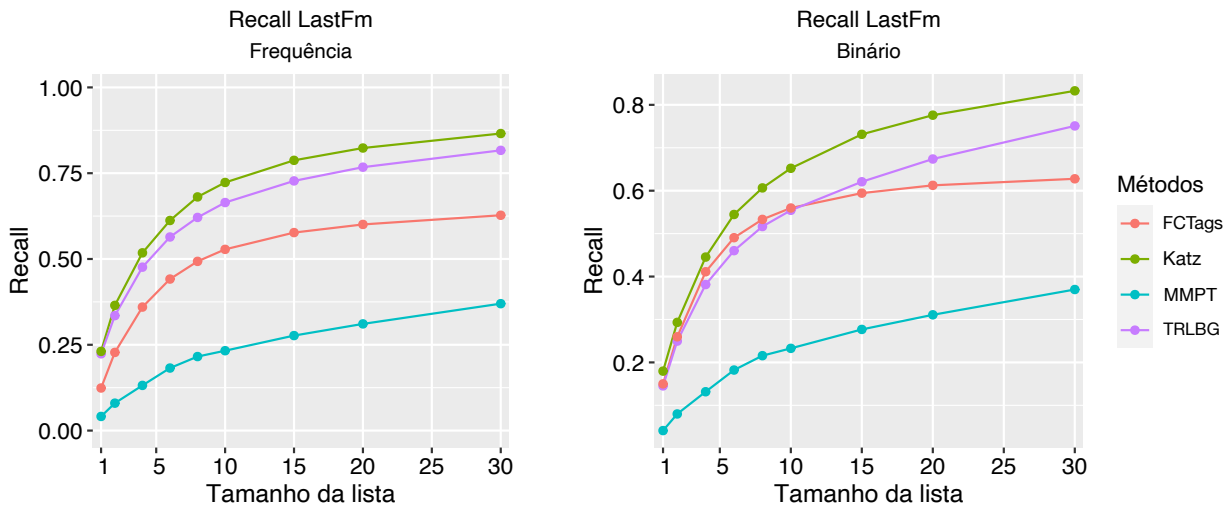 Recall LastFm
Frequência
Recall
1.00
0.75
0.50
0.25
0.00
1 5 10 15 20 25 30
Tamanho da lista
Recall LastFm
Binário
Recall
0.8
0.6
0.4
0.2
1 5 10 15 20 25 30
Tamanho da lista
Métodos
FCTags
Katz
MMPT
TRLBG